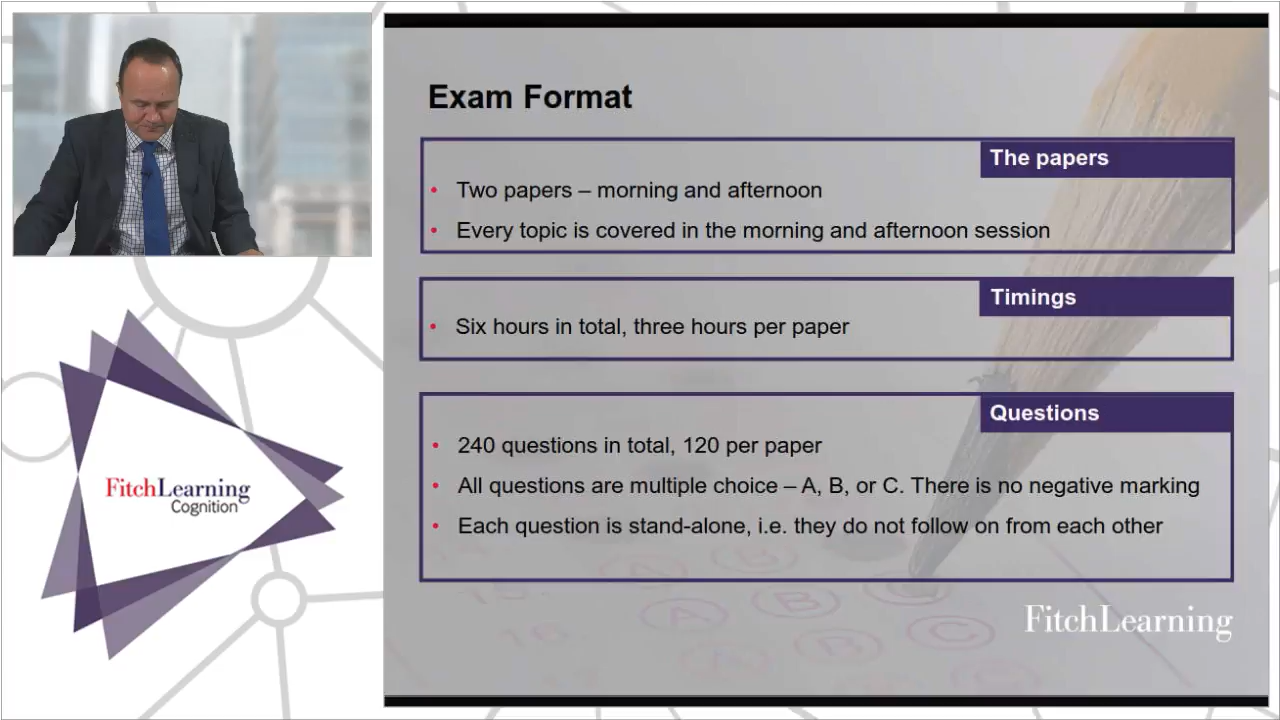 Exam Format
The papers
• Two papers – morning and afternoon
• Every topic is covered in the morning and afternoon session
Timings
• Six hours in total, three hours per paper
Questions
• 240 questions in total, 120 per paper
• All questions are multiple choice – A, B, or C. There is no negative marking
• Each question is stand-alone, i.e. they do not follow on from each other
A B C
16. B C
A C
FitchLearning
FitchLearning
Cognition